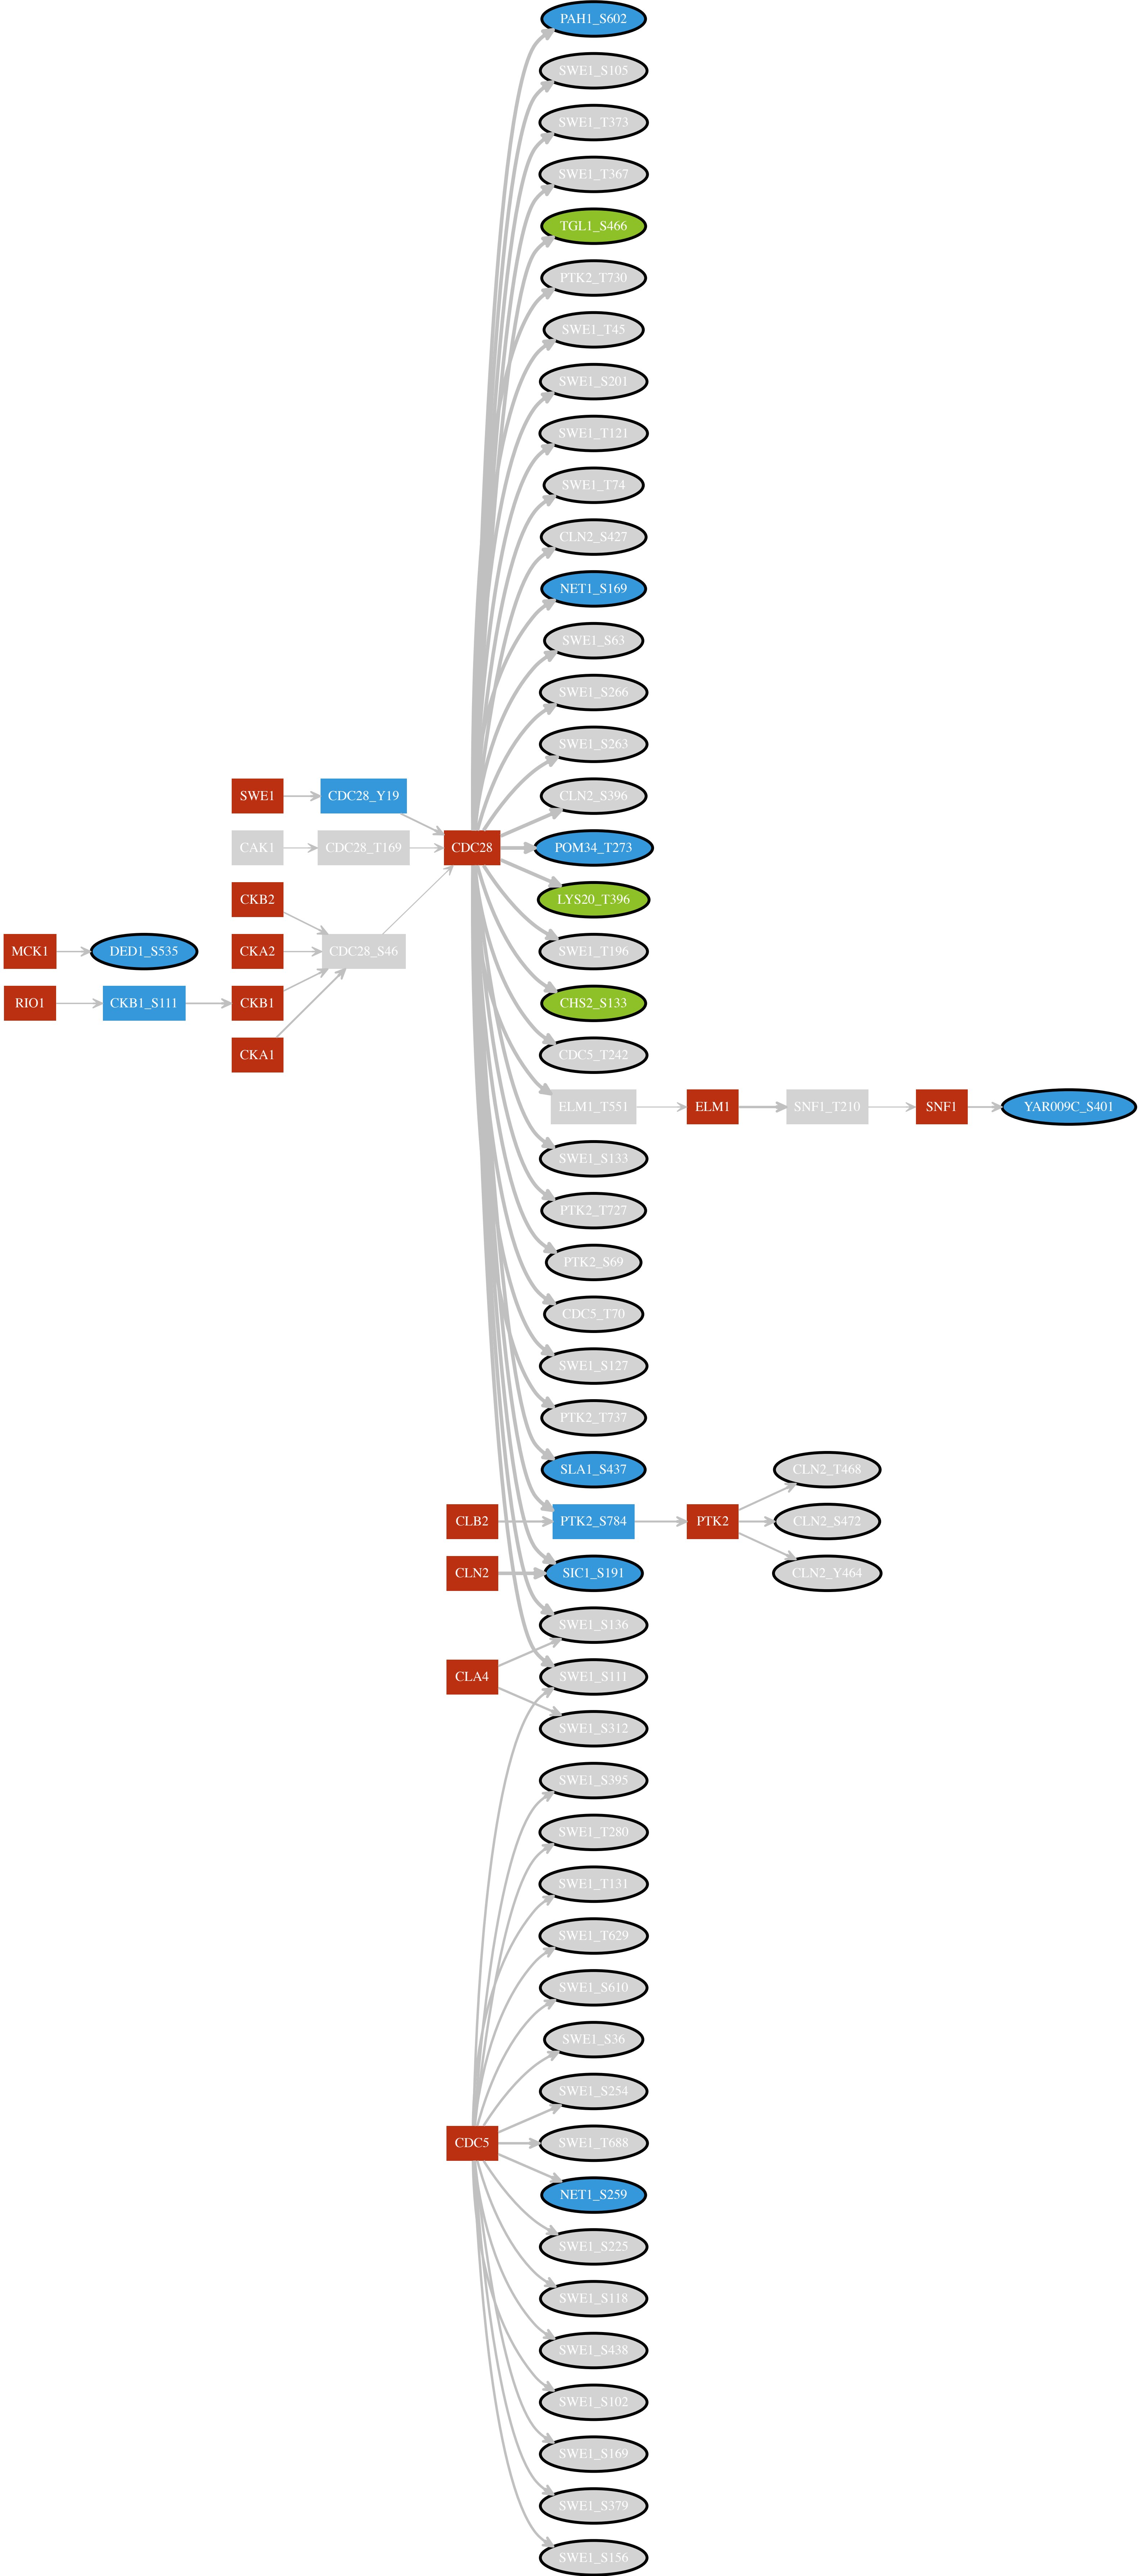 PAH1_S602
SWE1_S105
SWE1_T373
SWE1_T367
TGL1_S466
PTK2_T730
SWE1_T45
SWE1_S201
SWE1_T121
SWE1_T74
CLN2_S427
NET1_S169
SWE1_S63
SWE1_S266
SWE1_S263
SWE1 CDC28_Y19 CLN2_S396
CAK1 CDC28_T169 CDC28 POM34_T273
CKB2 LYS20_T396
MCK1 DED1_S535 CKA2 CDC28_S46 SWE1_T196
RIO1 CKB1_S111 CKB1 CHS2_S133
CKA1 CDC5_T242
ELM1_T551 ELM1 SNF1_T210 SNF1 YAR009C_S401
SWE1_S133
PTK2_T727
PTK2_S69
CDC5_T70
SWE1_S127
PTK2_T737
SLA1_S437 CLN2_T468
CLB2 PTK2_S784 PTK2 CLN2_S472
CLN2 SIC1_S191 CLN2_Y464
SWE1_S136
CLA4 SWE1_S111
SWE1_S312
SWE1_S395
SWE1_T280
SWE1_T131
SWE1_T629
SWE1_S610
SWE1_S36
SWE1_S254
CDC5 SWE1_T688
NET1_S259
SWE1_S225
SWE1_S118
SWE1_S438
SWE1_S102
SWE1_S169
SWE1_S379
SWE1_S156